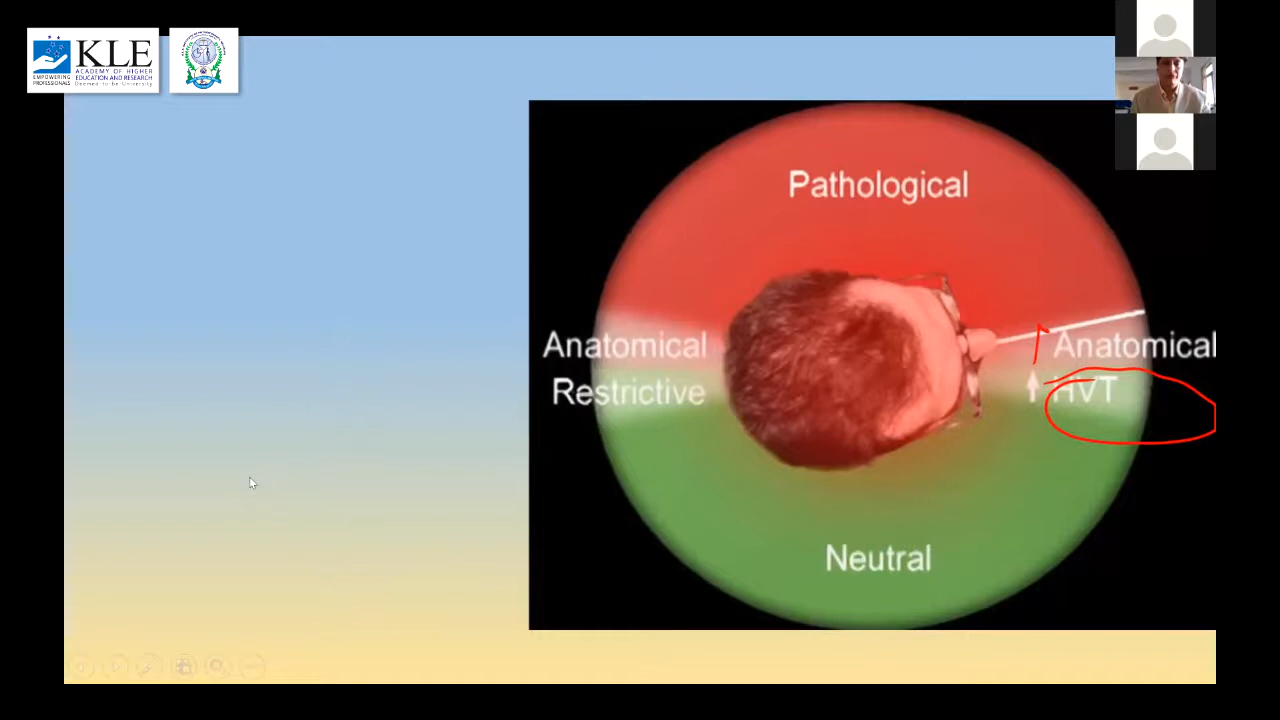 KLE
ACADEMY OF HIGHER
EDUCATION AND RESEARCH
Deemed-to-be-University
EMPOWERING
PROFESSIONALS
Pathological
Anatomical
Restrictive
Anatomical
HVT
Neutral